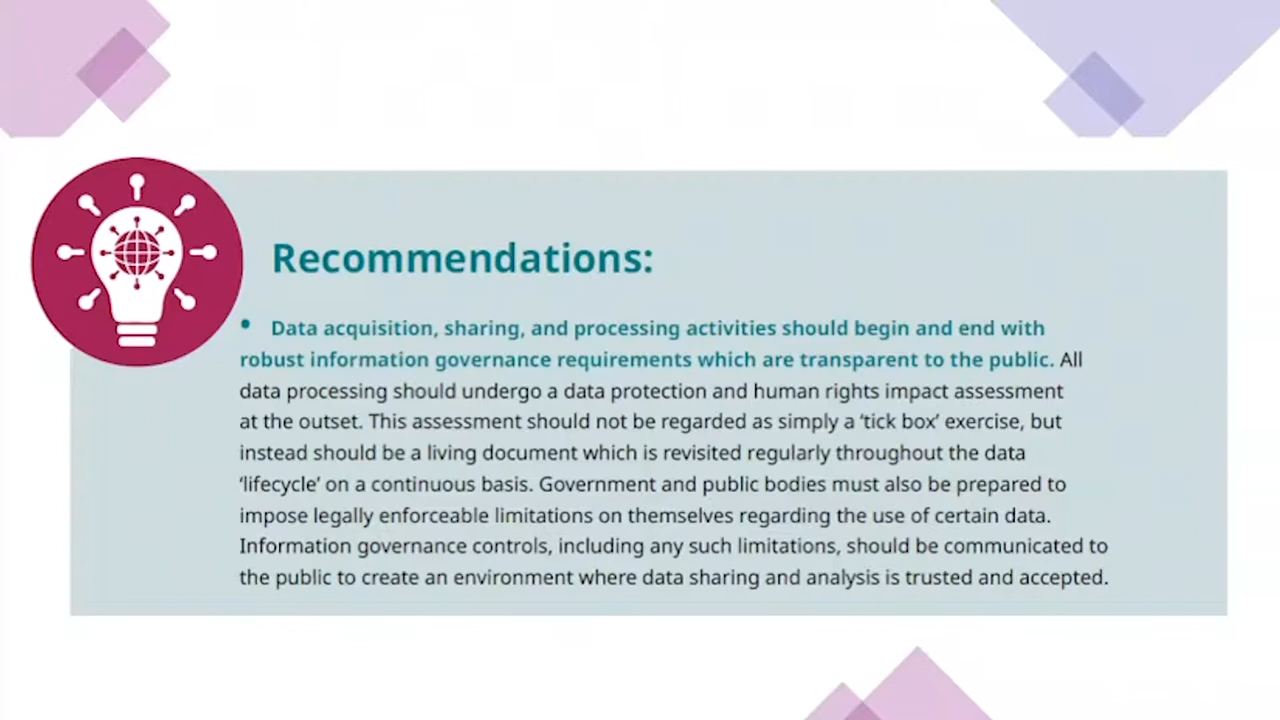 Recommendations:
• Data acquisition, sharing, and processing activities should begin and end with
robust information governance requirements which are transparent to the public. All
data processing should undergo a data protection and human rights impact assessment
at the outset. This assessment should not be regarded as simply a ‘tick box’ exercise, but
instead should be a living document which is revisited regularly throughout the data
‘lifecycle’ on a continuous basis. Government and public bodies must also be prepared to
impose legally enforceable limitations on themselves regarding the use of certain data.
Information governance controls, including any such limitations, should be communicated to
the public to create an environment where data sharing and analysis is trusted and accepted.